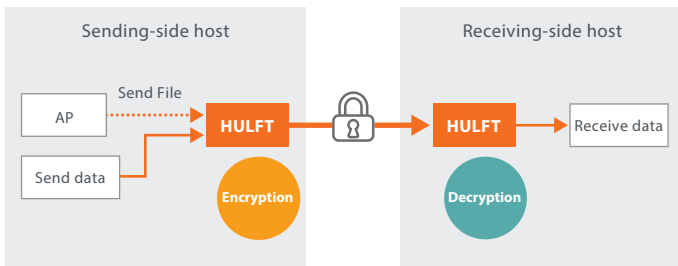 Sending-side host
Receiving-side host
Send File
AP
HULFT
HULFT
Receive data
Send data
Encryption
Decryption